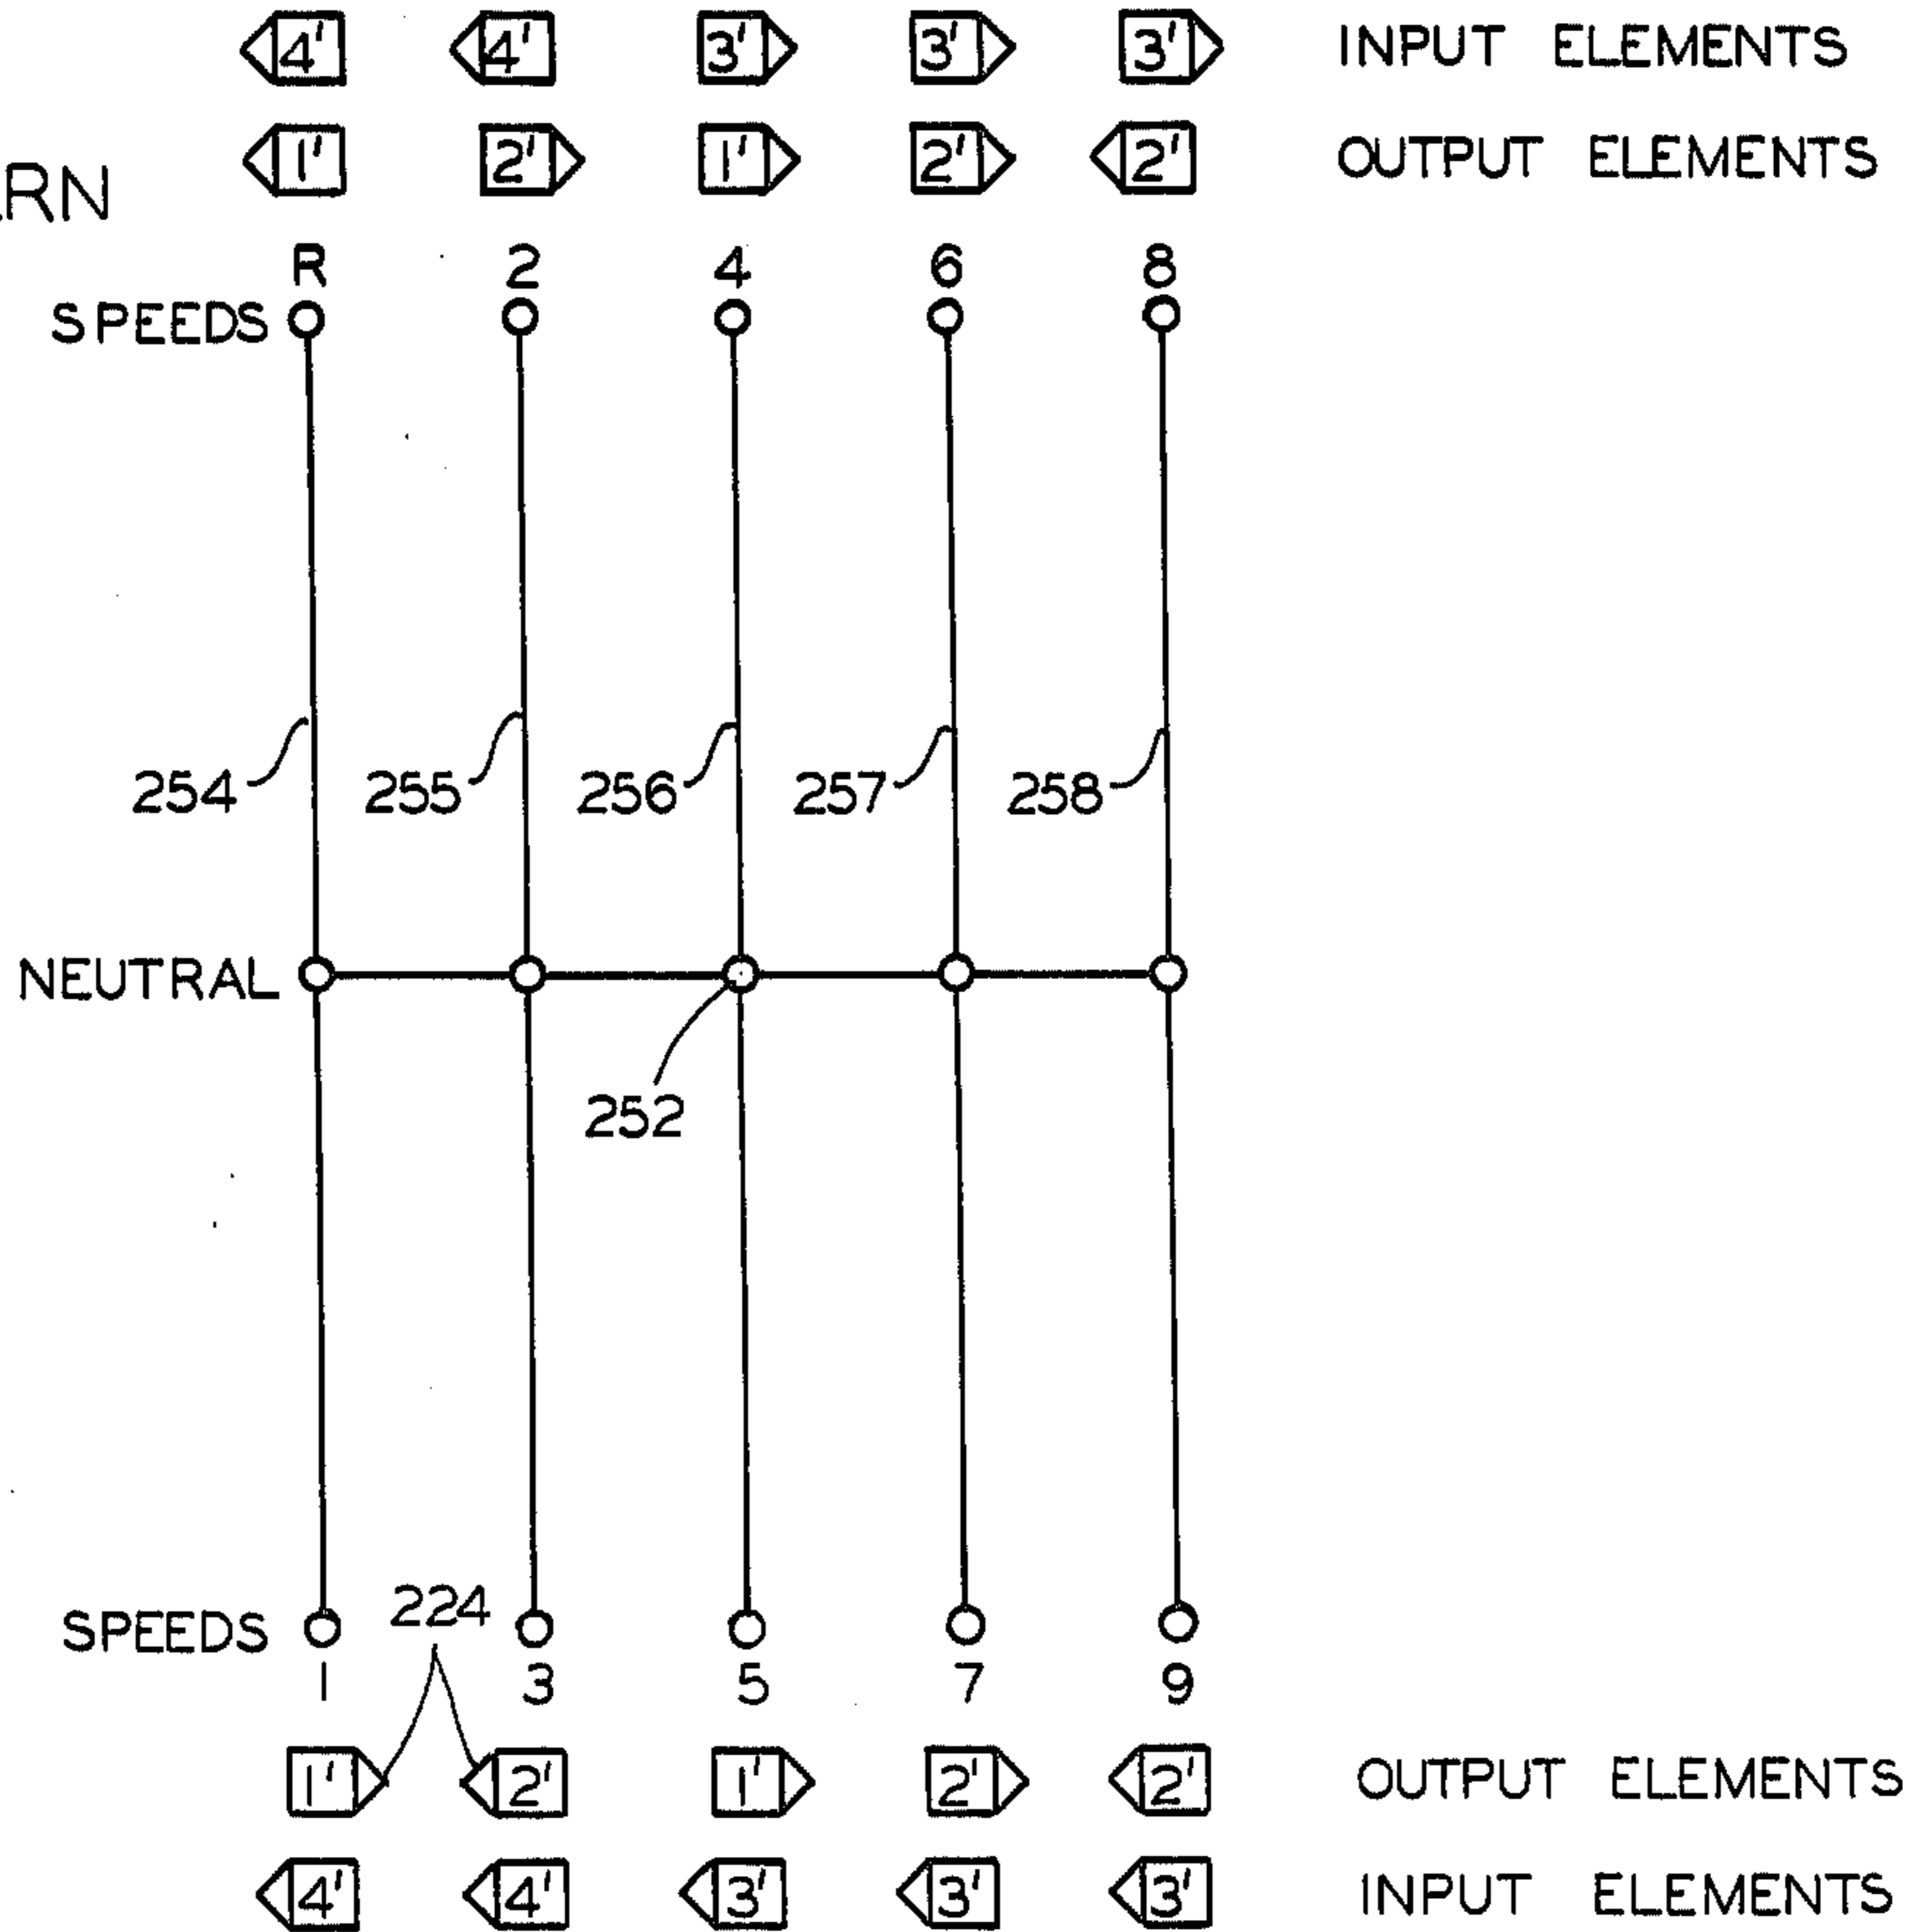 4' 4' 3' 3' 3' INPUT ELEMENTS
1' 2' 1' 2' 2' OUTPUT ELEMENTS
RN
R 2 4 6 8
SPEEDS
254 255 256 257 258
NEUTRAL
252
224
SPEEDS
1 3 5 7 9
1' 2' 1' 2' 2' OUTPUT ELEMENTS
4' 4' 3' 3' 3' INPUT ELEMENTS